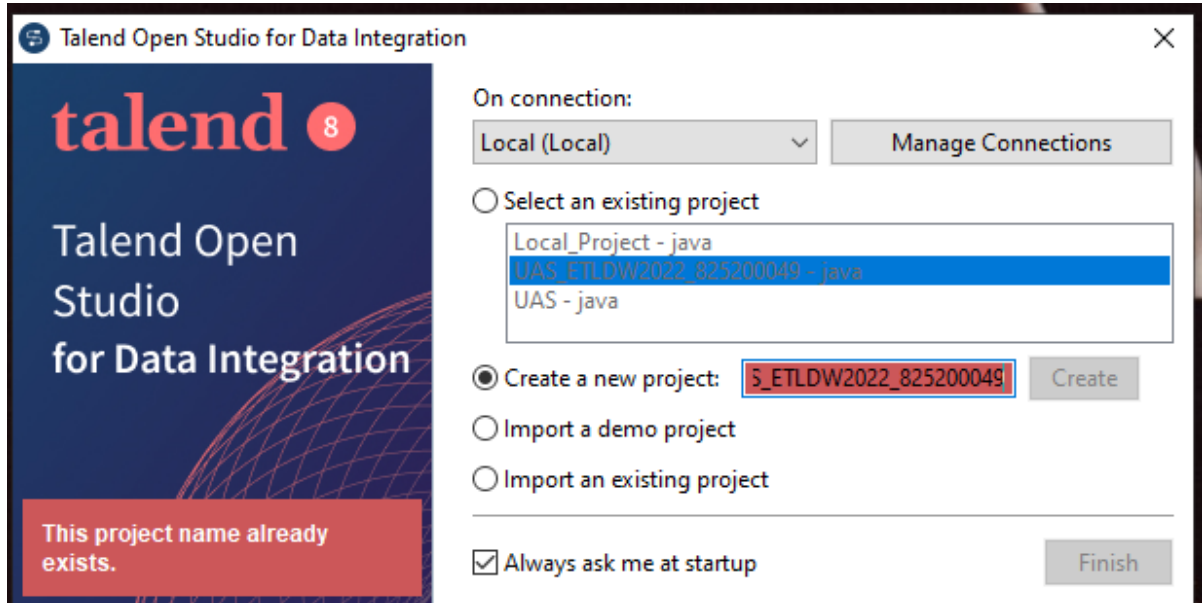 Talend Open Studio for Data Integration
talend 8
Talend Open
Studio
for Data Integration
This project name already
exists.
On connection:
Local (Local)
Manage Connections
Select an existing project
Local_Project - java
UAS_ETLDW2022_825200049 - java
UAS - java
Create a new project:
S_ETLDW2022_825200049
Create
Import a demo project
Import an existing project
Always ask me at startup
Finish